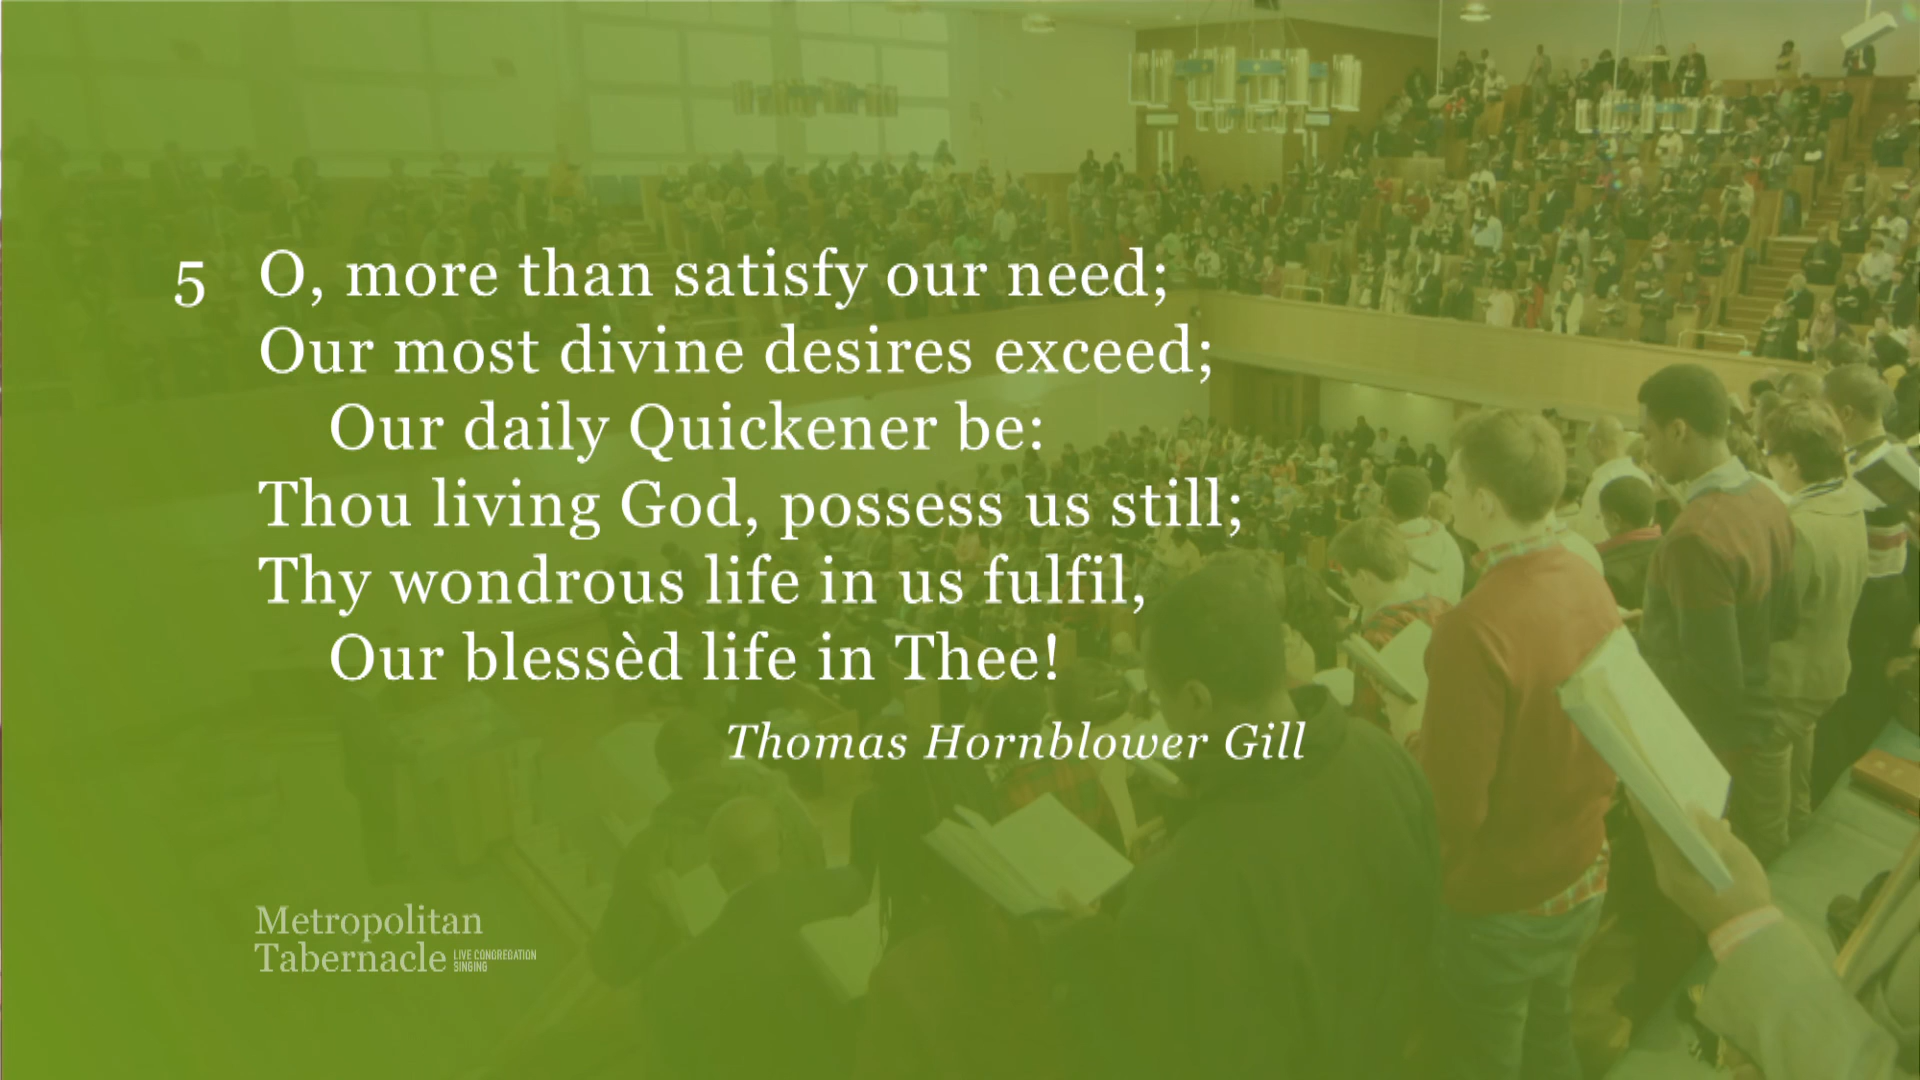 5 O, more than satisfy our need;
Our most divine desires exceed;
Our daily Quickener be:
Thou living God, possess us still;
Thy wondrous life in us fulfil,
Our blessèd life in Thee!
Thomas Hornblower Gill
Metropolitan
Tabernacle LIVE CONGREGATION
SINGING